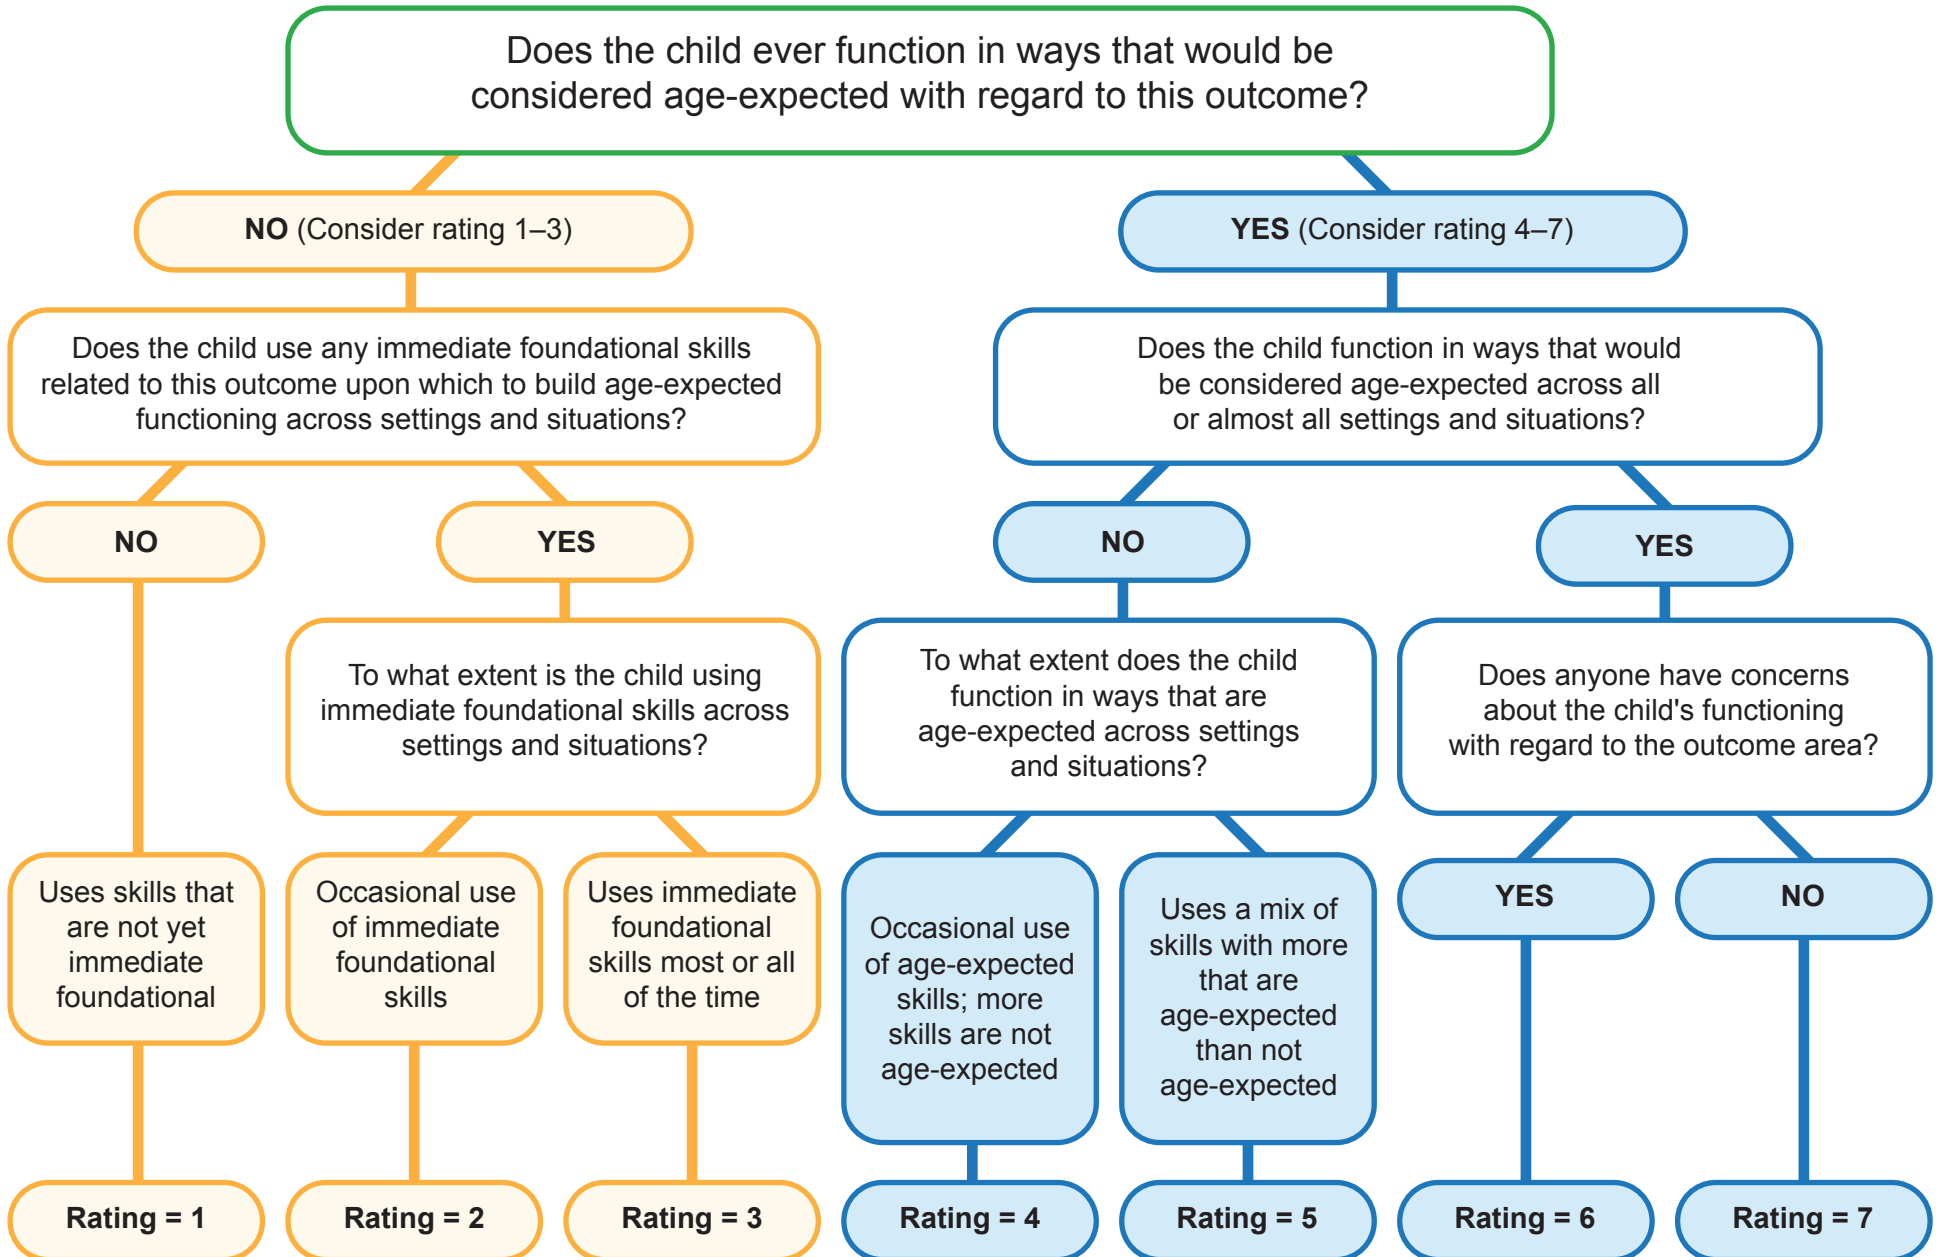 Does the child ever function in ways that would be
considered age-expected with regard to this outcome?
NO (Consider rating 1–3)
YES (Consider rating 4–7)
Does the child use any immediate foundational skills
related to this outcome upon which to build age-expected
functioning across settings and situations?
Does the child function in ways that would
be considered age-expected across all
or almost all settings and situations?
NO
YES
NO
YES
To what extent is the child using
immediate foundational skills across
settings and situations?
To what extent does the child
function in ways that are
age-expected across settings
and situations?
Does anyone have concerns
about the child's functioning
with regard to the outcome area?
Uses skills that
are not yet
immediate
foundational
Occasional use
of immediate
foundational
skills
Uses immediate
foundational
skills most or all
of the time
Occasional use
of age-expected
skills; more
skills are not
age-expected
Uses a mix of
skills with more
that are
age-expected
than not
age-expected
YES
NO
Rating = 1
Rating = 2
Rating = 3
Rating = 4
Rating = 5
Rating = 6
Rating = 7